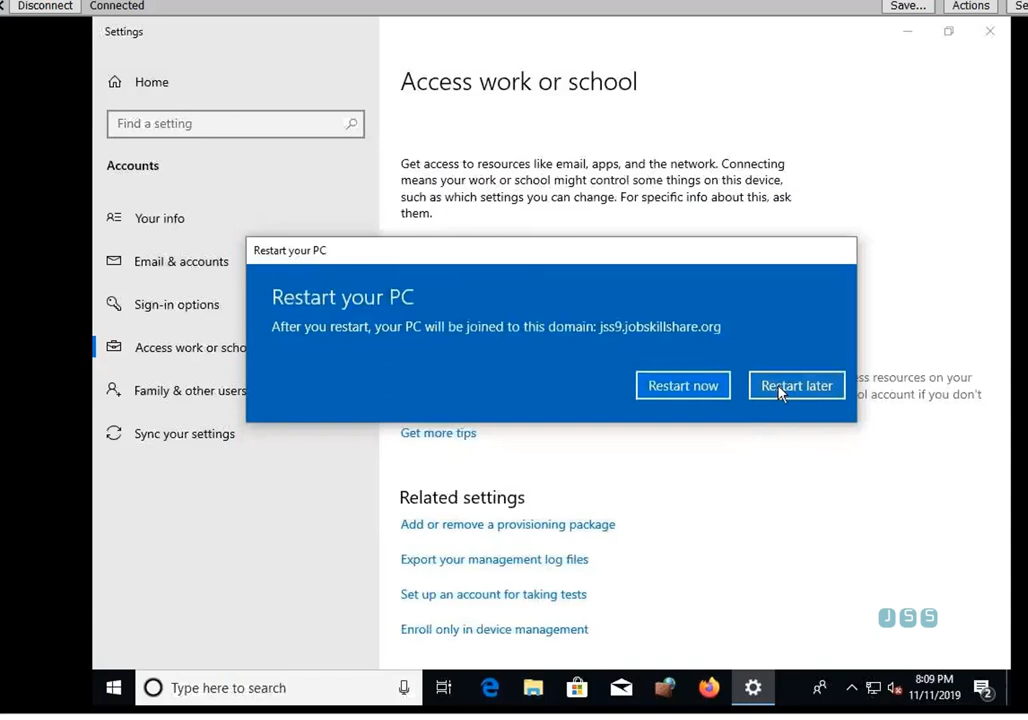 Disconnect
Connected
Save...
Actions
Se
Settings
Home
Find a setting
Accounts
Your info
Email & accounts
Sign-in options
Access work or scho
Family & other users
Sync your settings
Access work or school
Get access to resources like email, apps, and the network. Connecting
means your work or school might control some things on this device,
such as which settings you can change. For specific info about this, ask
them.
Restart your PC
Restart your PC
After you restart, your PC will be joined to this domain: jss9.jobskillshare.org
Restart now
Restart later
ess resources on your
ol account if you don't
Get more tips
Related settings
Add or remove a provisioning package
Export your management log files
Set up an account for taking tests
Enroll only in device management
JSS
Type here to search
8:09 PM
11/11/2019
2